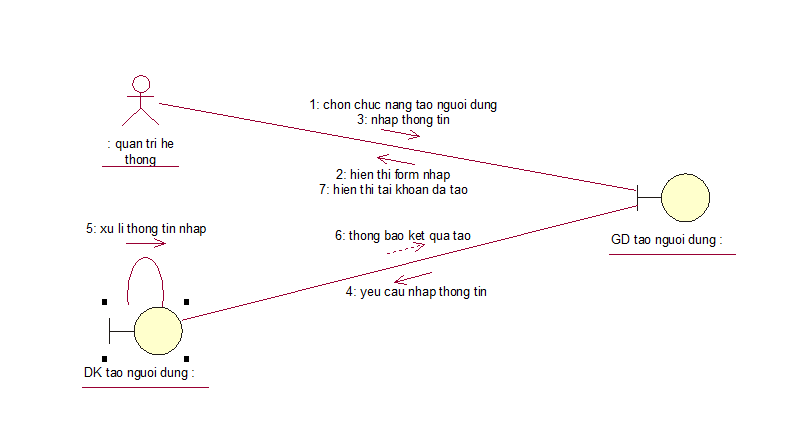 1: chon chuc nang tao nguoi dung
3: nhap thong tin
: quan tri he
thong
2: hien thi form nhap
7: hien thi tai khoan da tao
5: xu li thong tin nhap
6: thong bao ket qua tao
GD tao nguoi dung :
4: yeu cau nhap thong tin
DK tao nguoi dung :